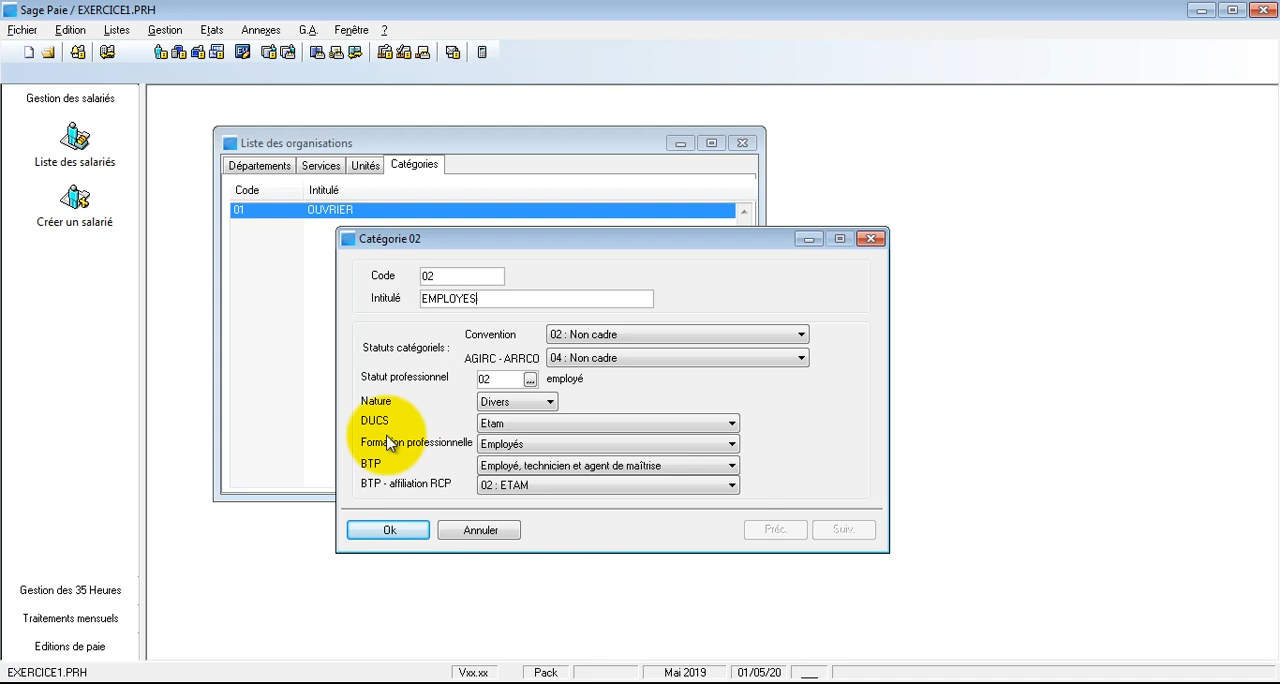 Sage Paie / EXERCICE1.PRH
Fichier Edition Listes Gestion Etats Annexes G.A. Fenêtre ?
Gestion des salariés
Liste des salariés
Créer un salarié
Gestion des 35 Heures
Traitements mensuels
Editions de paie
Liste des organisations
Départements Services Unités Catégories
Code Intitulé
01 OUVRIER
Catégorie 02
Code 02
Intitulé EMPLOYES
Statuts catégoriels : Convention 02 : Non cadre
AGIRC - ARRCO 04 : Non cadre
Statut professionnel 02 ... employé
Nature Divers
DUCS Etam
Formation professionnelle Employés
BTP Employé, technicien et agent de maîtrise
BTP - affiliation RCP 02 : ETAM
Ok Annuler Préc. Suiv.
EXERCICE1.PRH Vxx.xx Pack Mai 2019 01/05/20